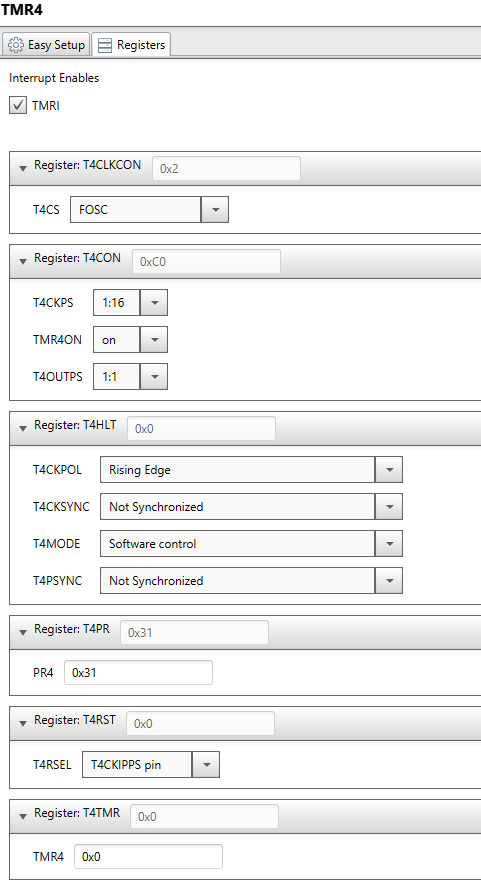 TMR4
Easy Setup Registers
Interrupt Enables
TMRI
Register: T4CLKCON 0x2
T4CS FOSC
Register: T4CON 0xC0
T4CKPS 1:16
TMR4ON on
T4OUTPS 1:1
Register: T4HLT 0x0
T4CKPOL Rising Edge
T4CKSYNC Not Synchronized
T4MODE Software control
T4PSYNC Not Synchronized
Register: T4PR 0x31
PR4 0x31
Register: T4RST 0x0
T4RSEL T4CKIPPS pin
Register: T4TMR 0x0
TMR4 0x0